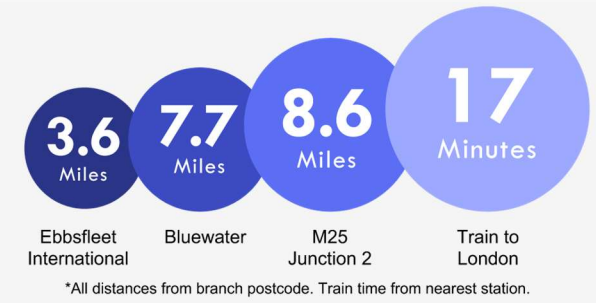 3.6
Miles
7.7
Miles
8.6
Miles
17
Minutes
Ebbsfleet
International
Bluewater
M25
Junction 2
Train to
London
*All distances from branch postcode. Train time from nearest station.